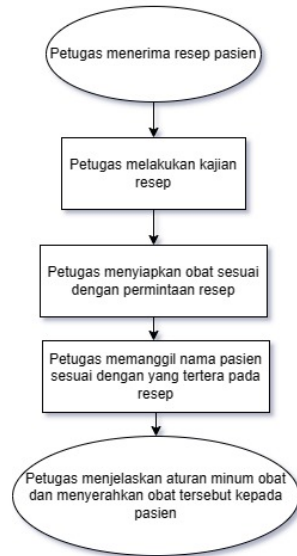 Petugas menerima resep pasien
Petugas melakukan kajian
resep
Petugas menyiapkan obat sesuai
dengan permintaan resep
Petugas memanggil nama pasien
sesuai dengan yang tertera pada
resep
Petugas menjelaskan aturan minum obat
dan menyerahkan obat tersebut kepada
pasien